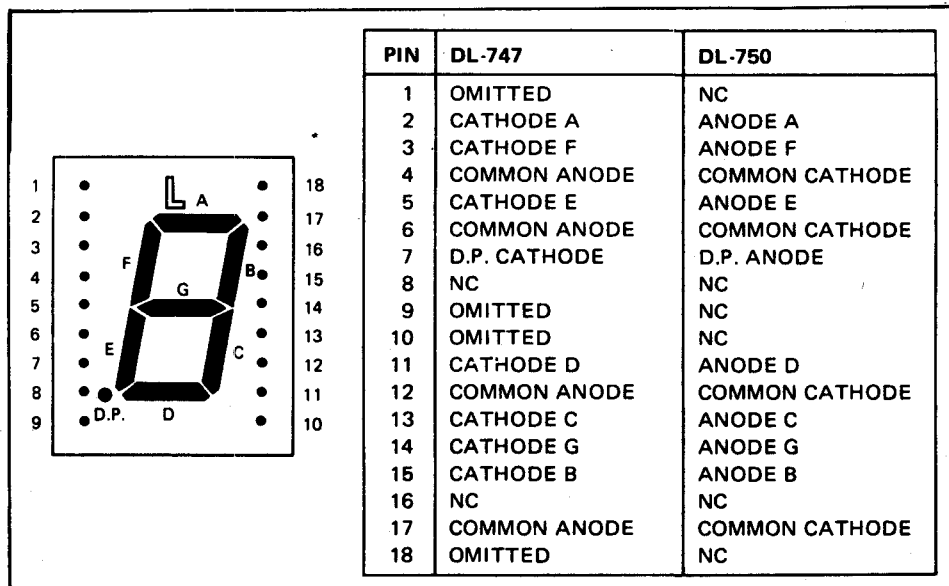 PIN DL-747 DL-750
1 OMITTED NC
2 CATHODE A ANODE A
3 CATHODE F ANODE F
4 COMMON ANODE COMMON CATHODE
5 CATHODE E ANODE E
6 COMMON ANODE COMMON CATHODE
7 D.P. CATHODE D.P. ANODE
8 NC NC
9 OMITTED NC
10 OMITTED NC
11 CATHODE D ANODE D
12 COMMON ANODE COMMON CATHODE
13 CATHODE C ANODE C
14 CATHODE G ANODE G
15 CATHODE B ANODE B
16 NC NC
17 COMMON ANODE COMMON CATHODE
18 OMITTED NC
1 L 18
2 A 17
3 16
4 F B 15
5 G 14
6 13
7 E C 12
8 11
9 D.P. D 10